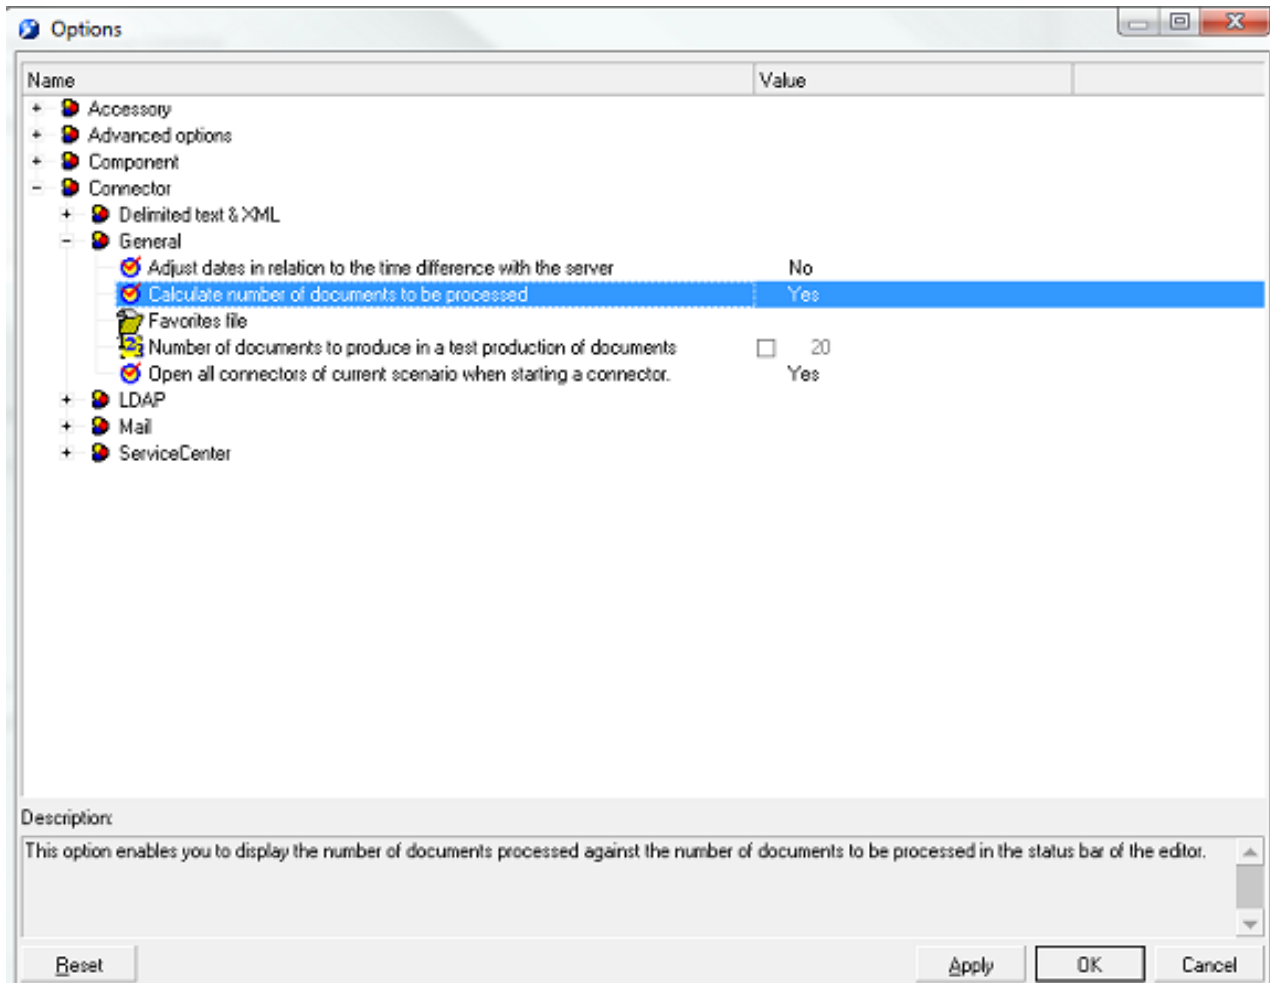 Options
Name Value
Accessory
Advanced options
Component
Connector
Delimited text & XML
General
Adjust dates in relation to the time difference with the server No
Calculate number of documents to be processed Yes
Favorites file
Number of documents to produce in a test production of documents 20
Open all connectors of current scenario when starting a connector. Yes
LDAP
Mail
ServiceCenter
Description:
This option enables you to display the number of documents processed against the number of documents to be processed in the status bar of the editor.
Reset Apply OK Cancel